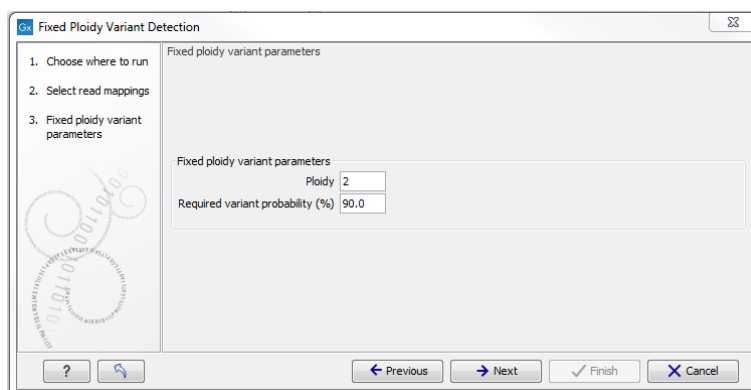 Gx Fixed Ploidy Variant Detection
1. Choose where to run
2. Select read mappings
3. Fixed ploidy variant
parameters
Fixed ploidy variant parameters
Fixed ploidy variant parameters
Ploidy 2
Required variant probability (%) 90.0
? Previous Next Finish Cancel